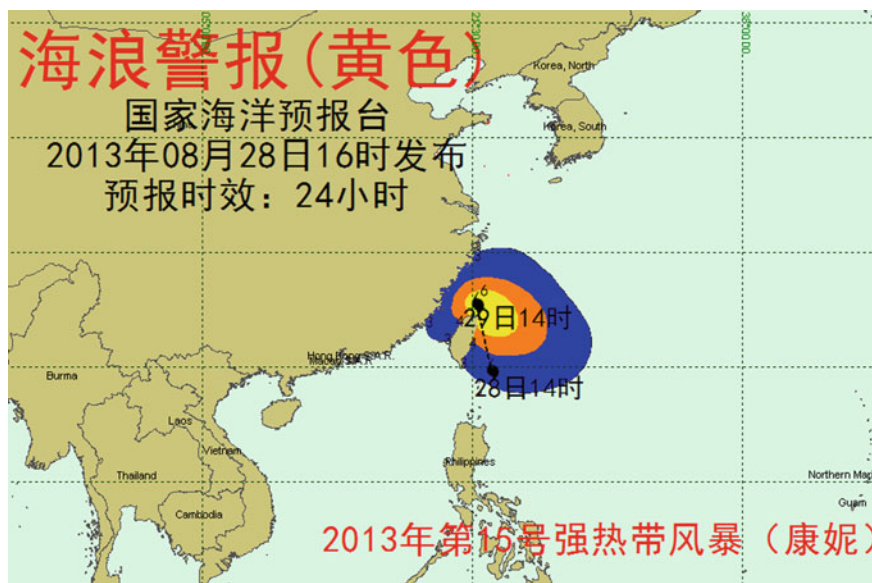 海浪警报(黄色)
国家海洋预报台
2013年08月28日16时发布
预报时效：24小时
Korea, North
Korea, South
29日14时
28日14时
Hong Kong S.A.R.
Burma
Laos
Vietnam
Thailand
Cambodia
Philippines
Northern Mar
Guam
2013年第15号强热带风暴（康妮）